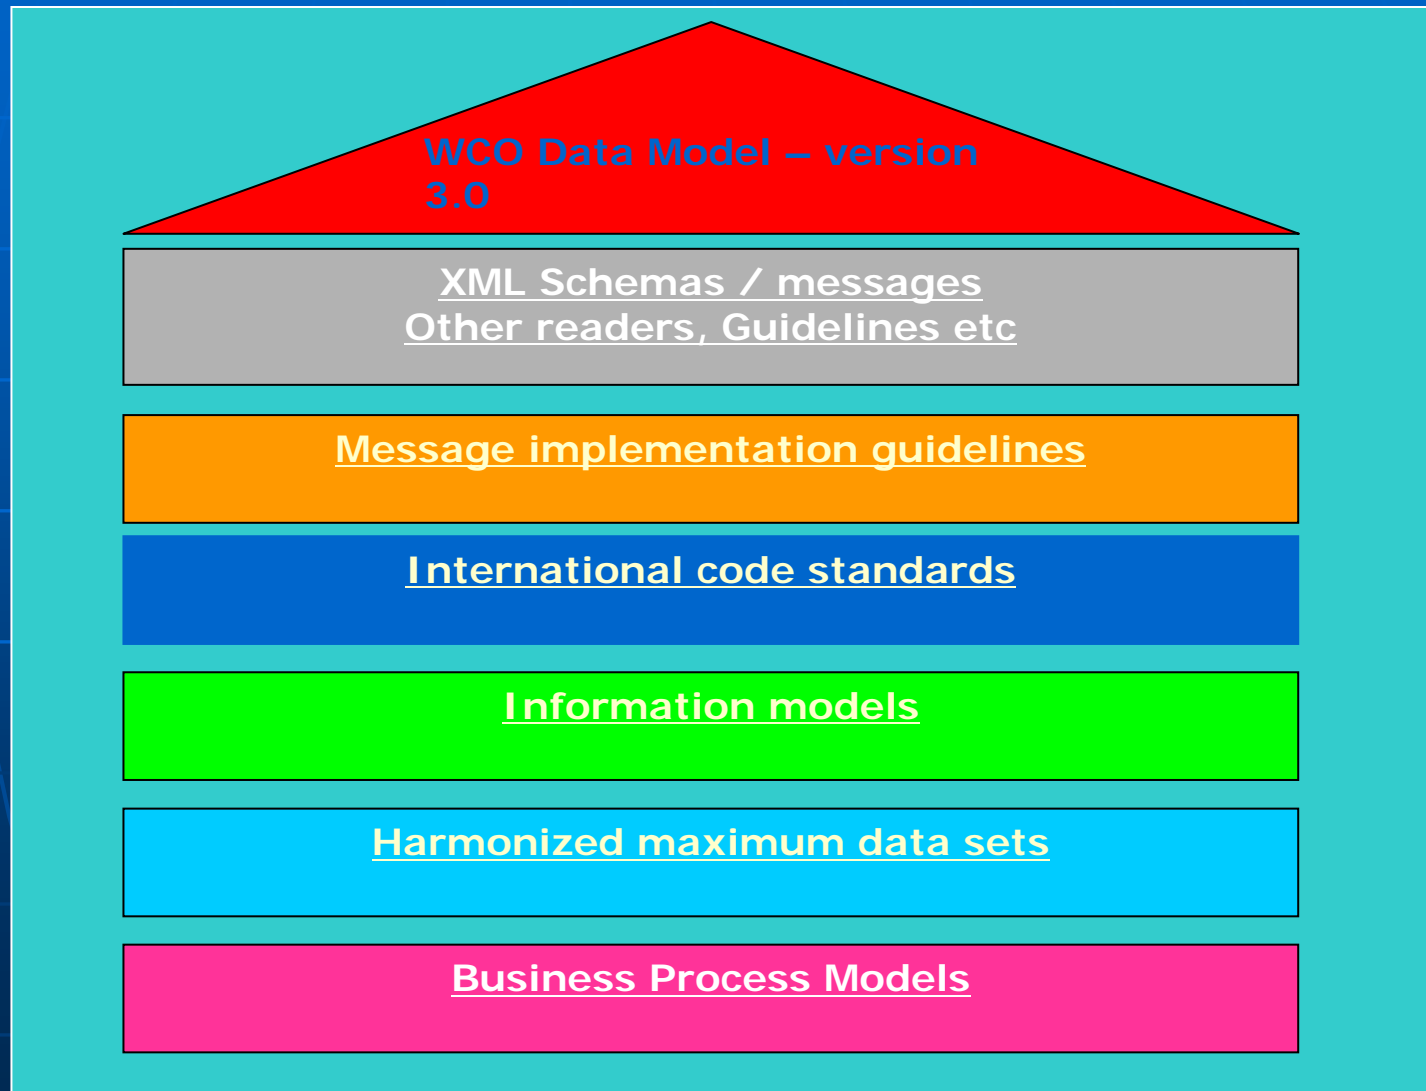 WCO Data Model – version
3.0
XML Schemas / messages
Other readers, Guidelines etc
Message implementation guidelines
International code standards
Information models
Harmonized maximum data sets
Business Process Models